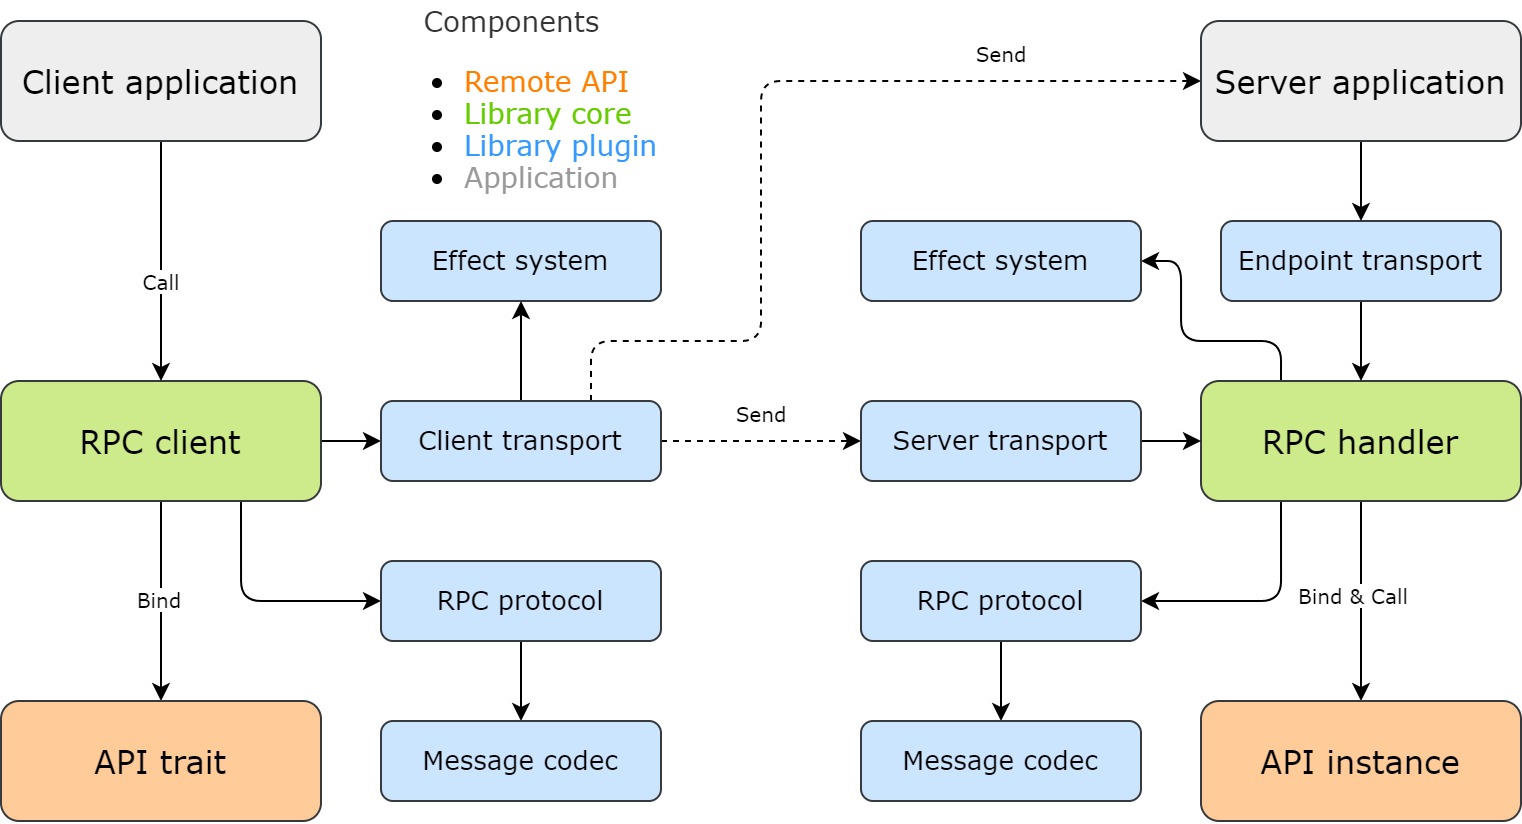 Components
Client application
Remote API
Library core
Library plugin
Application
Send
Server application
Call
Effect system
Effect system
Endpoint transport
RPC client
Client transport
Send
Server transport
RPC handler
Bind
RPC protocol
RPC protocol
Bind & Call
API trait
Message codec
Message codec
API instance